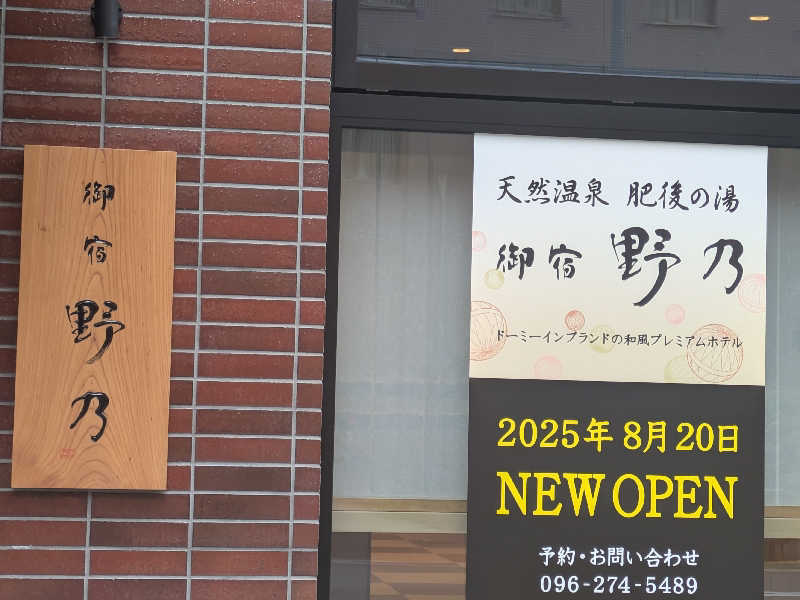 御宿
野乃
天然温泉 肥後の湯
御宿 野乃
ドーミーインブランドの和風プレミアムホテル
2025年 8月20日
NEW OPEN
予約・お問い合わせ
096-274-5489